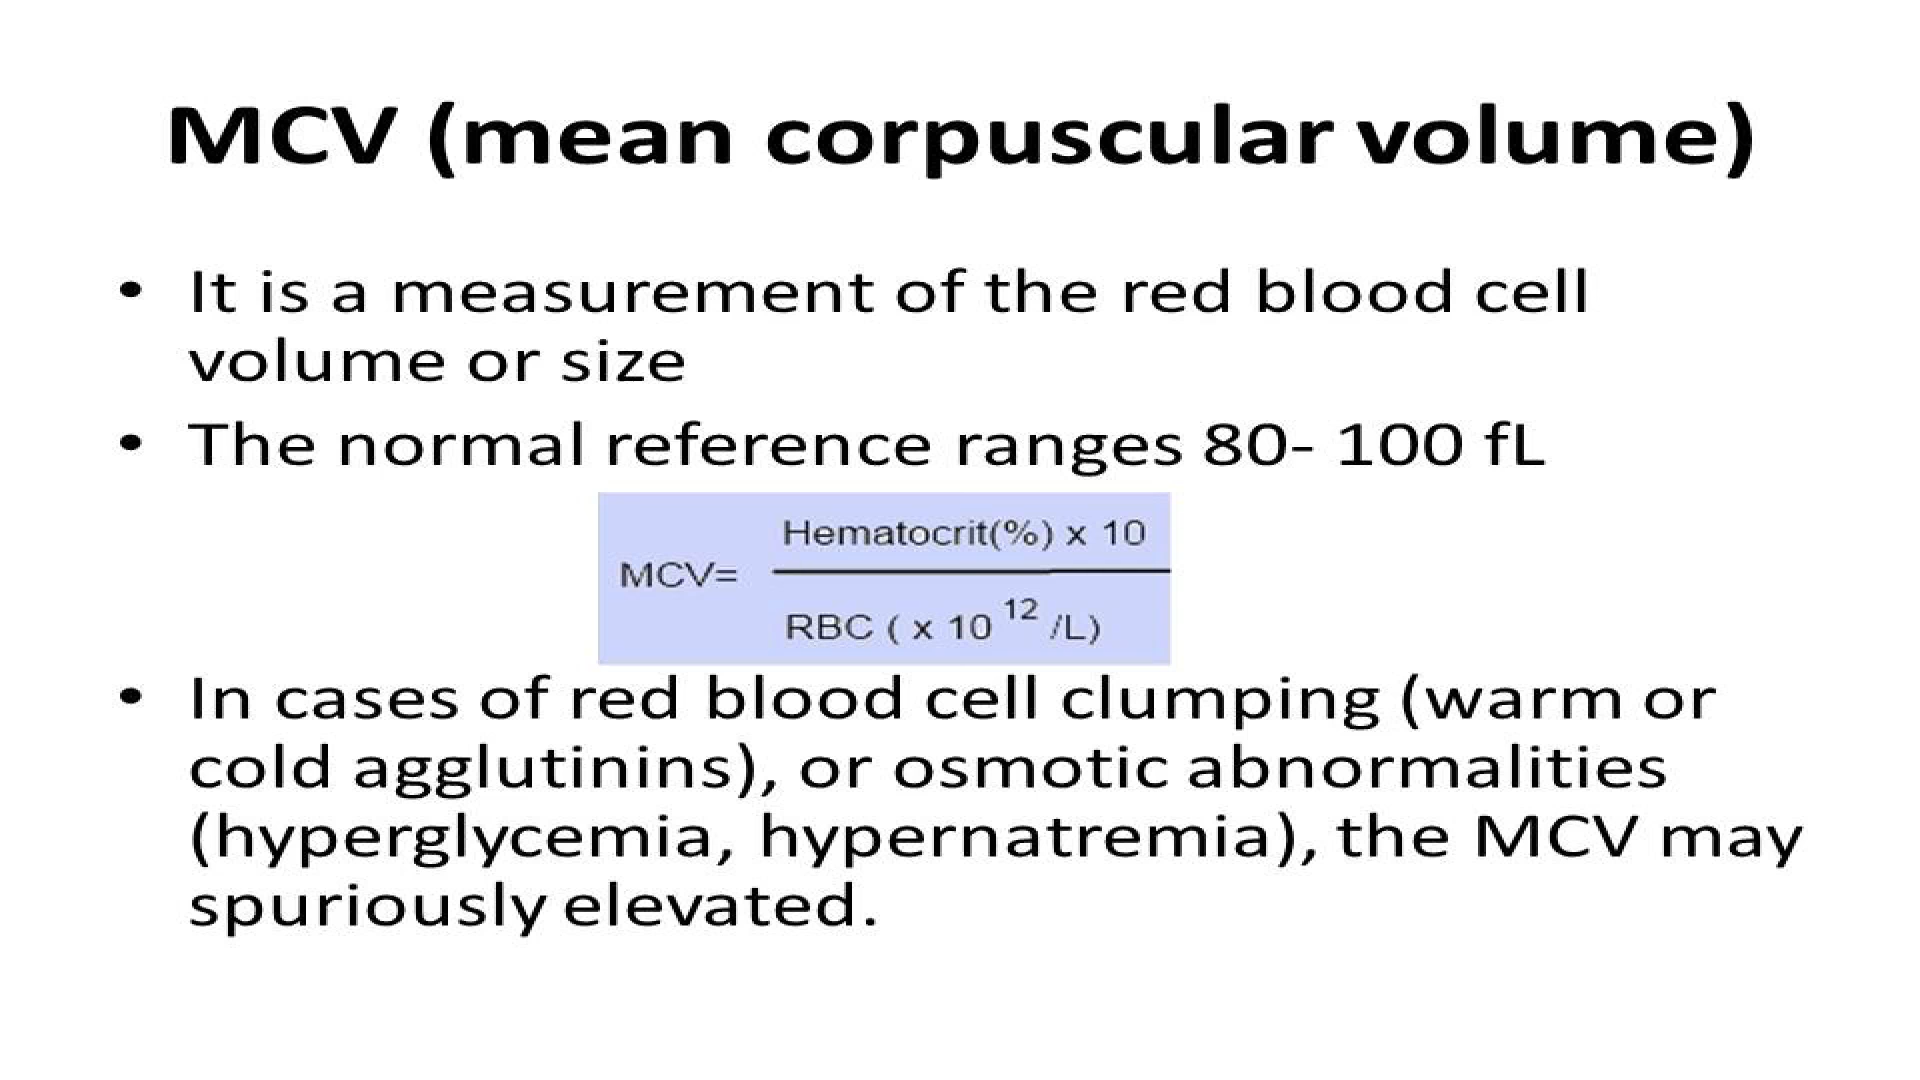 MCV (mean corpuscular volume)
• It is a measurement of the red blood cell
volume or size
• The normal reference ranges 80- 100 fL
Hematocrit(%) x 10
MCV=
RBC ( x 10 12 /L)
• In cases of red blood cell clumping (warm or
cold agglutinins), or osmotic abnormalities
(hyperglycemia, hypernatremia), the MCV may
spuriously elevated.